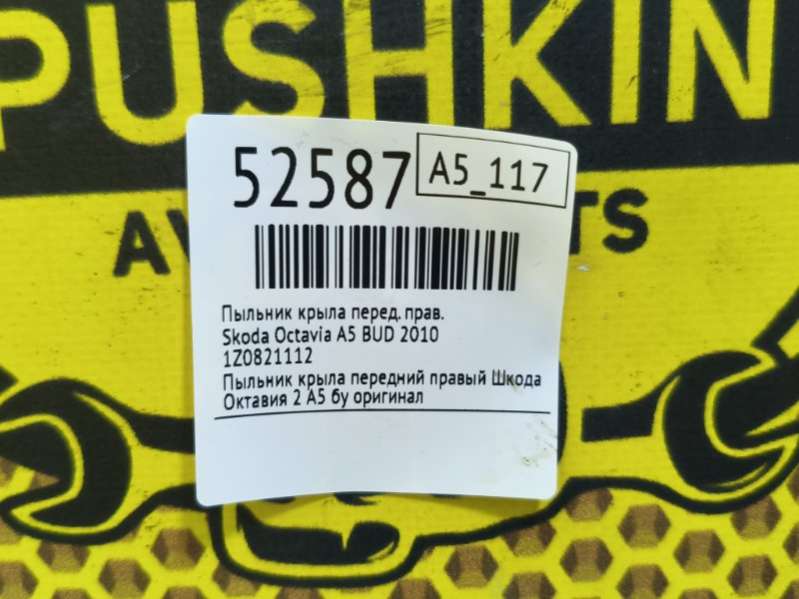 PUSHKIN
52587
A5_117
Пыльник крыла перед. прав.
Skoda Octavia A5 BUD 2010
1Z0821112
Пыльник крыла передний правый Шкода
Октавия 2 А5 бу оригинал